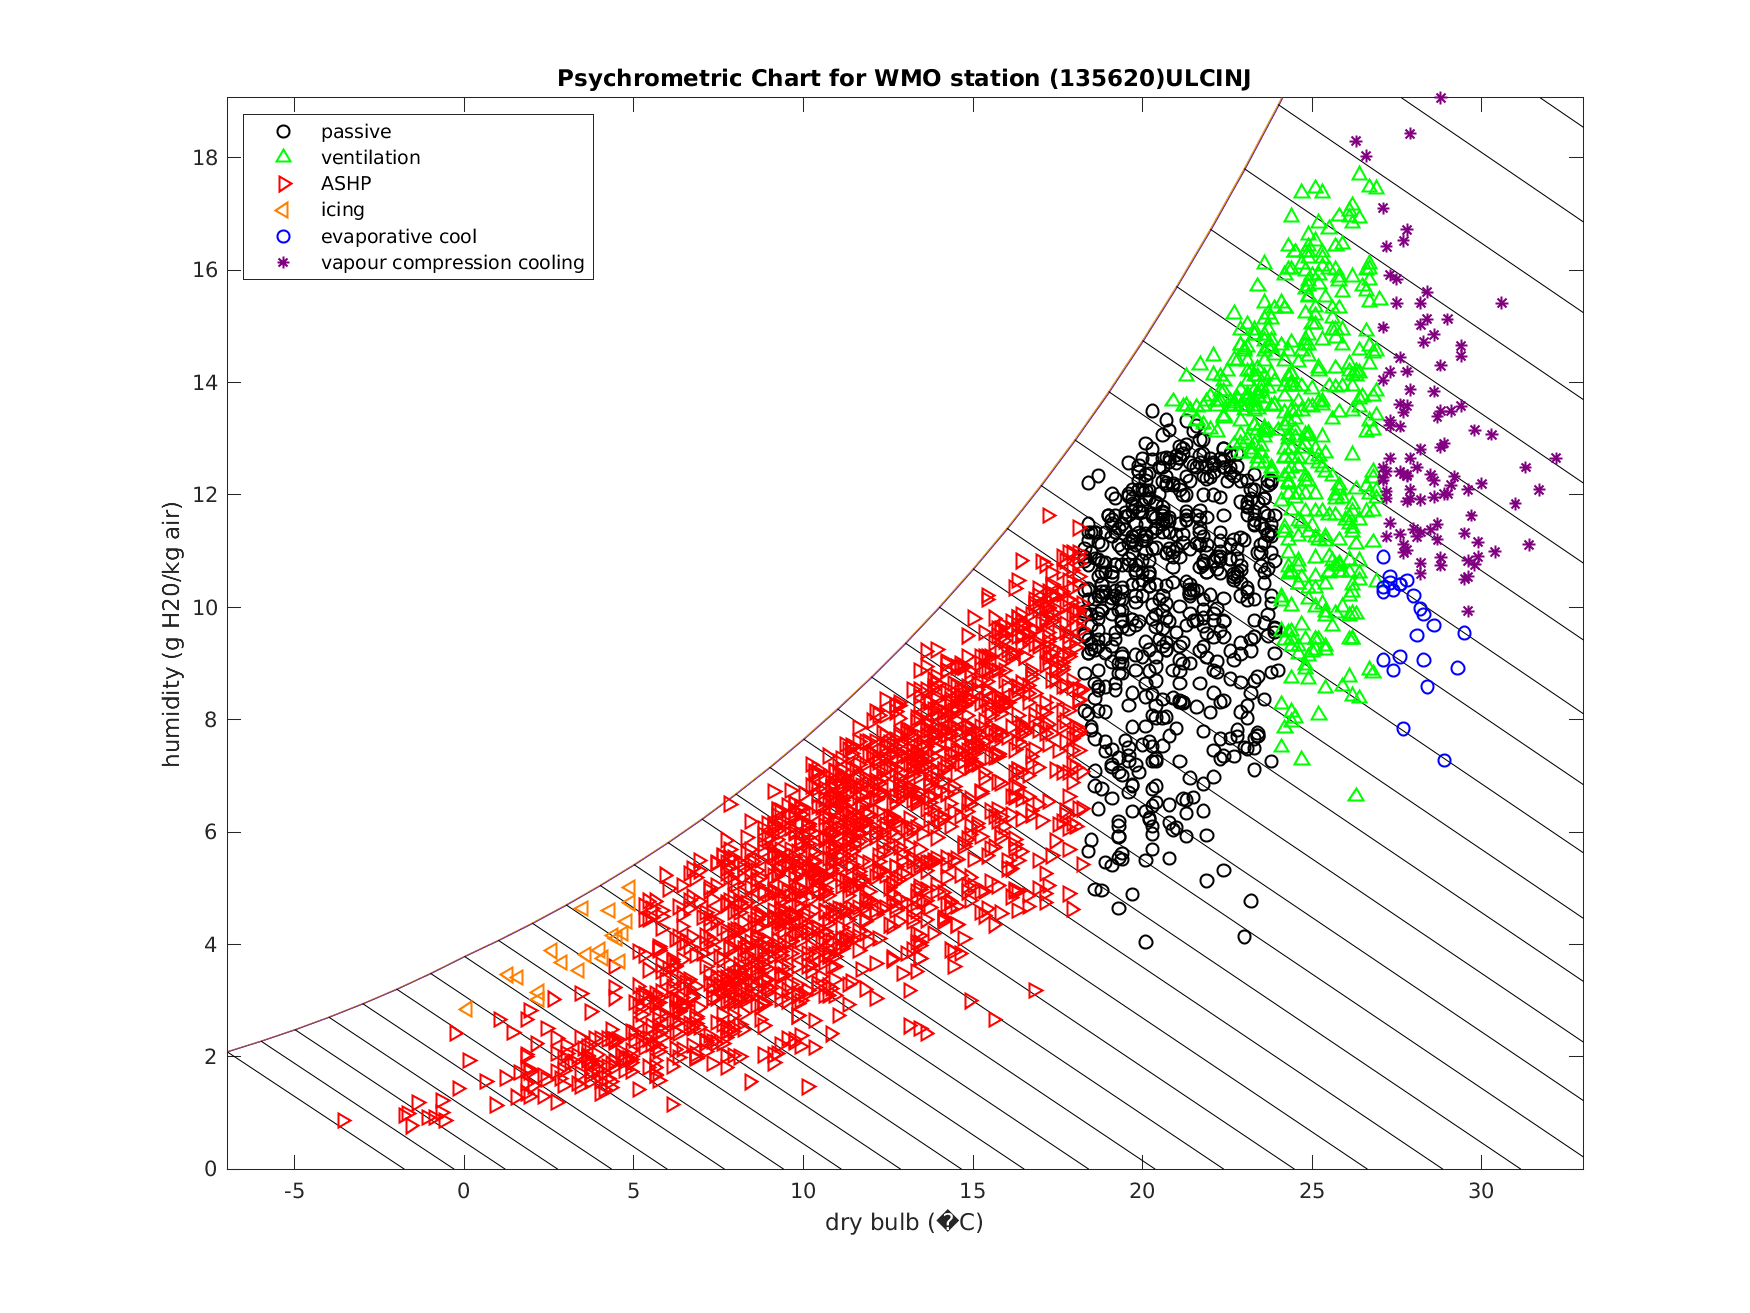 Psychrometric Chart for WMO station (135620)ULCINJ
passive
ventilation
ASHP
icing
evaporative cool
vapour compression cooling
humidity (g H20/kg air)
18
16
14
12
10
8
6
4
2
0
-5
0
5
10
15
20
25
30
dry bulb (�C)